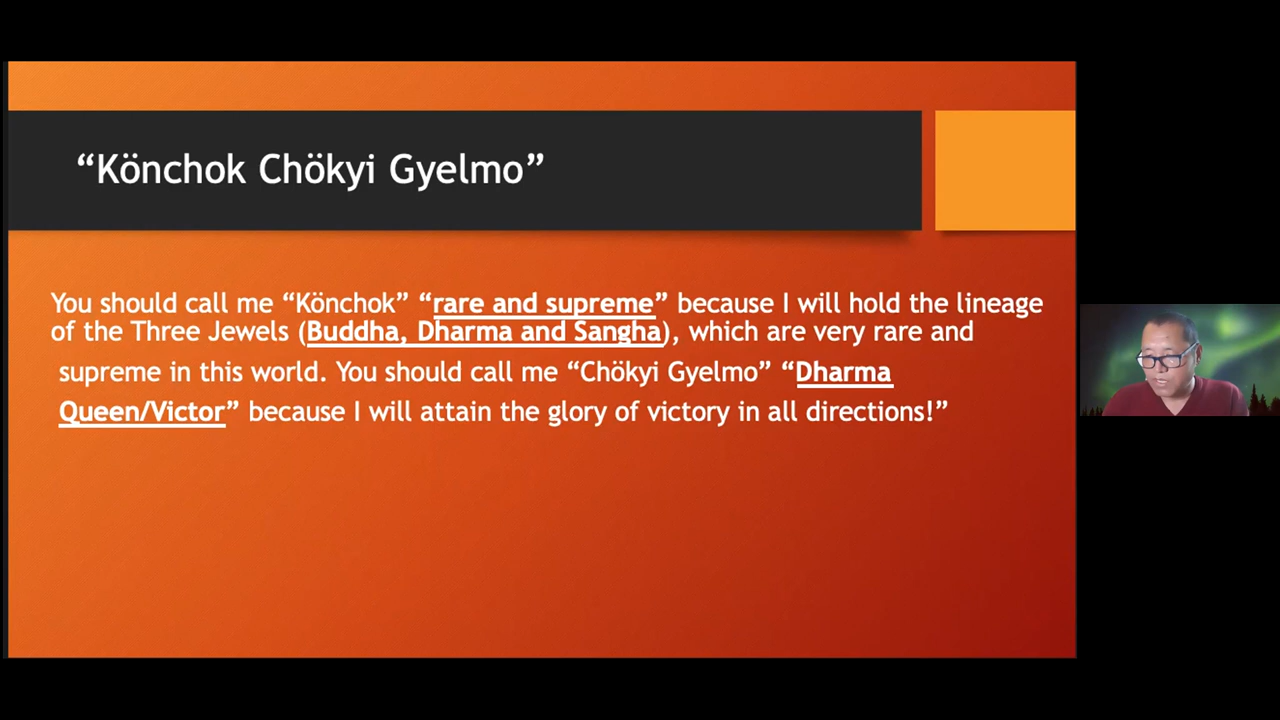 “Könchok Chökyi Gyelmo”
You should call me “Könchok” “rare and supreme” because I will hold the lineage
of the Three Jewels (Buddha, Dharma and Sangha), which are very rare and
supreme in this world. You should call me “Chökyi Gyelmo” “Dharma
Queen/Victor” because I will attain the glory of victory in all directions!”